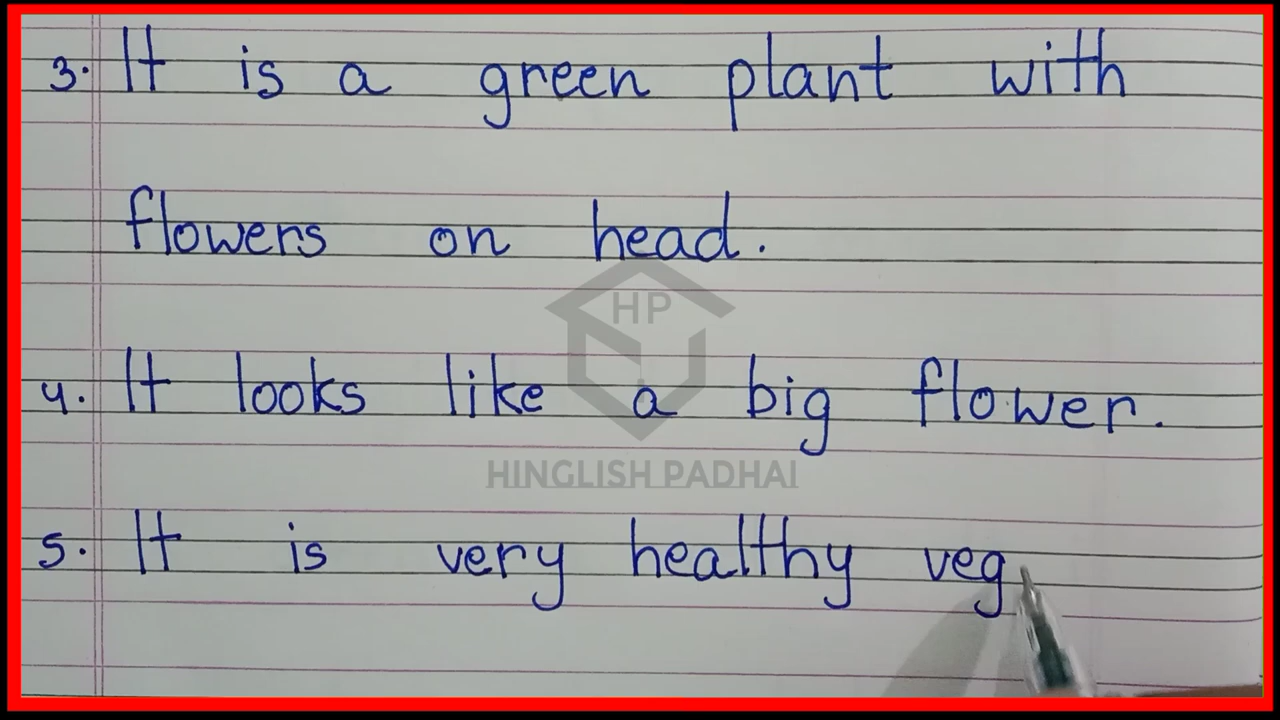 3. It is a green plant with
flowers on head.
HP
4. It looks like a big flower.
HINGLISH PADHAI
5. It is very healthy veg